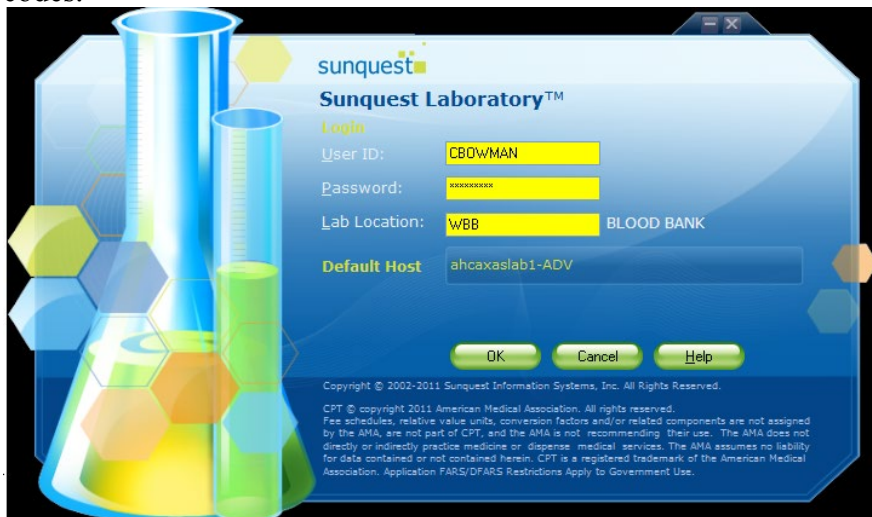 codes.
sunquest
Sunquest Laboratory™
Login
User ID: CBOWMAN
Password: *********
Lab Location: WBB BLOOD BANK
Default Host ahcaxaslab1-ADV
OK Cancel Help
Copyright © 2002-2011 Sunquest Information Systems, Inc. All Rights Reserved.
CPT © copyright 2011 American Medical Association. All rights reserved.
Fee schedules, relative value units, conversion factors and/or related components are not assigned
by the AMA, are not part of CPT, and the AMA is not recommending their use. The AMA does not
directly or indirectly practice medicine or dispense medical services. The AMA assumes no liability
for data contained or not contained herein. CPT is a registered trademark of the American Medical
Association. Application FARS/DFARS Restrictions Apply to Government Use.